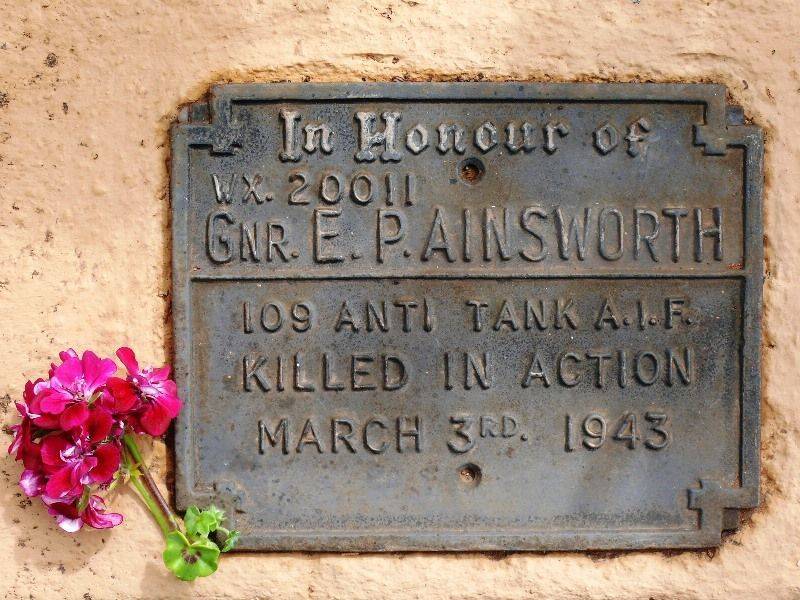 In Honour of
WX. 20011
GNR. E. P. AINSWORTH
109 ANTI TANK A.I.F.
KILLED IN ACTION
MARCH 3RD. 1943